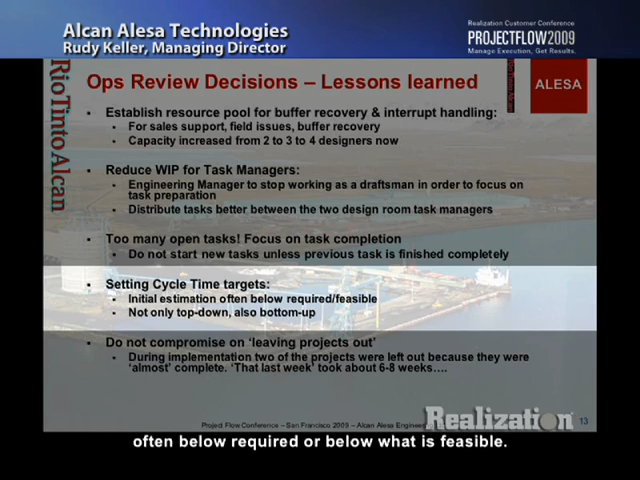 Alcan Alesa Technologies
Rudy Keller, Managing Director
Realization Customer Conference
PROJECTFLOW2009
Manage Execution, Get Results.
RioTintoAlcan
Ops Review Decisions – Lessons learned
ALESA
▪ Establish resource pool for buffer recovery & interrupt handling:
▪ For sales support, field issues, buffer recovery
▪ Capacity increased from 2 to 3 to 4 designers now
▪ Reduce WIP for Task Managers:
▪ Engineering Manager to stop working as a draftsman in order to focus on
task preparation
▪ Distribute tasks better between the two design room task managers
▪ Too many open tasks! Focus on task completion
▪ Do not start new tasks unless previous task is finished completely
▪ Setting Cycle Time targets:
▪ Initial estimation often below required/feasible
▪ Not only top-down, also bottom-up
▪ Do not compromise on ‘leaving projects out’
▪ During implementation two of the projects were left out because they were
‘almost’ complete. ‘That last week’ took about 6-8 weeks….
Project Flow Conference – San Francisco 2009 – Alcan Alesa
Realization
13
often below required or below what is feasible.